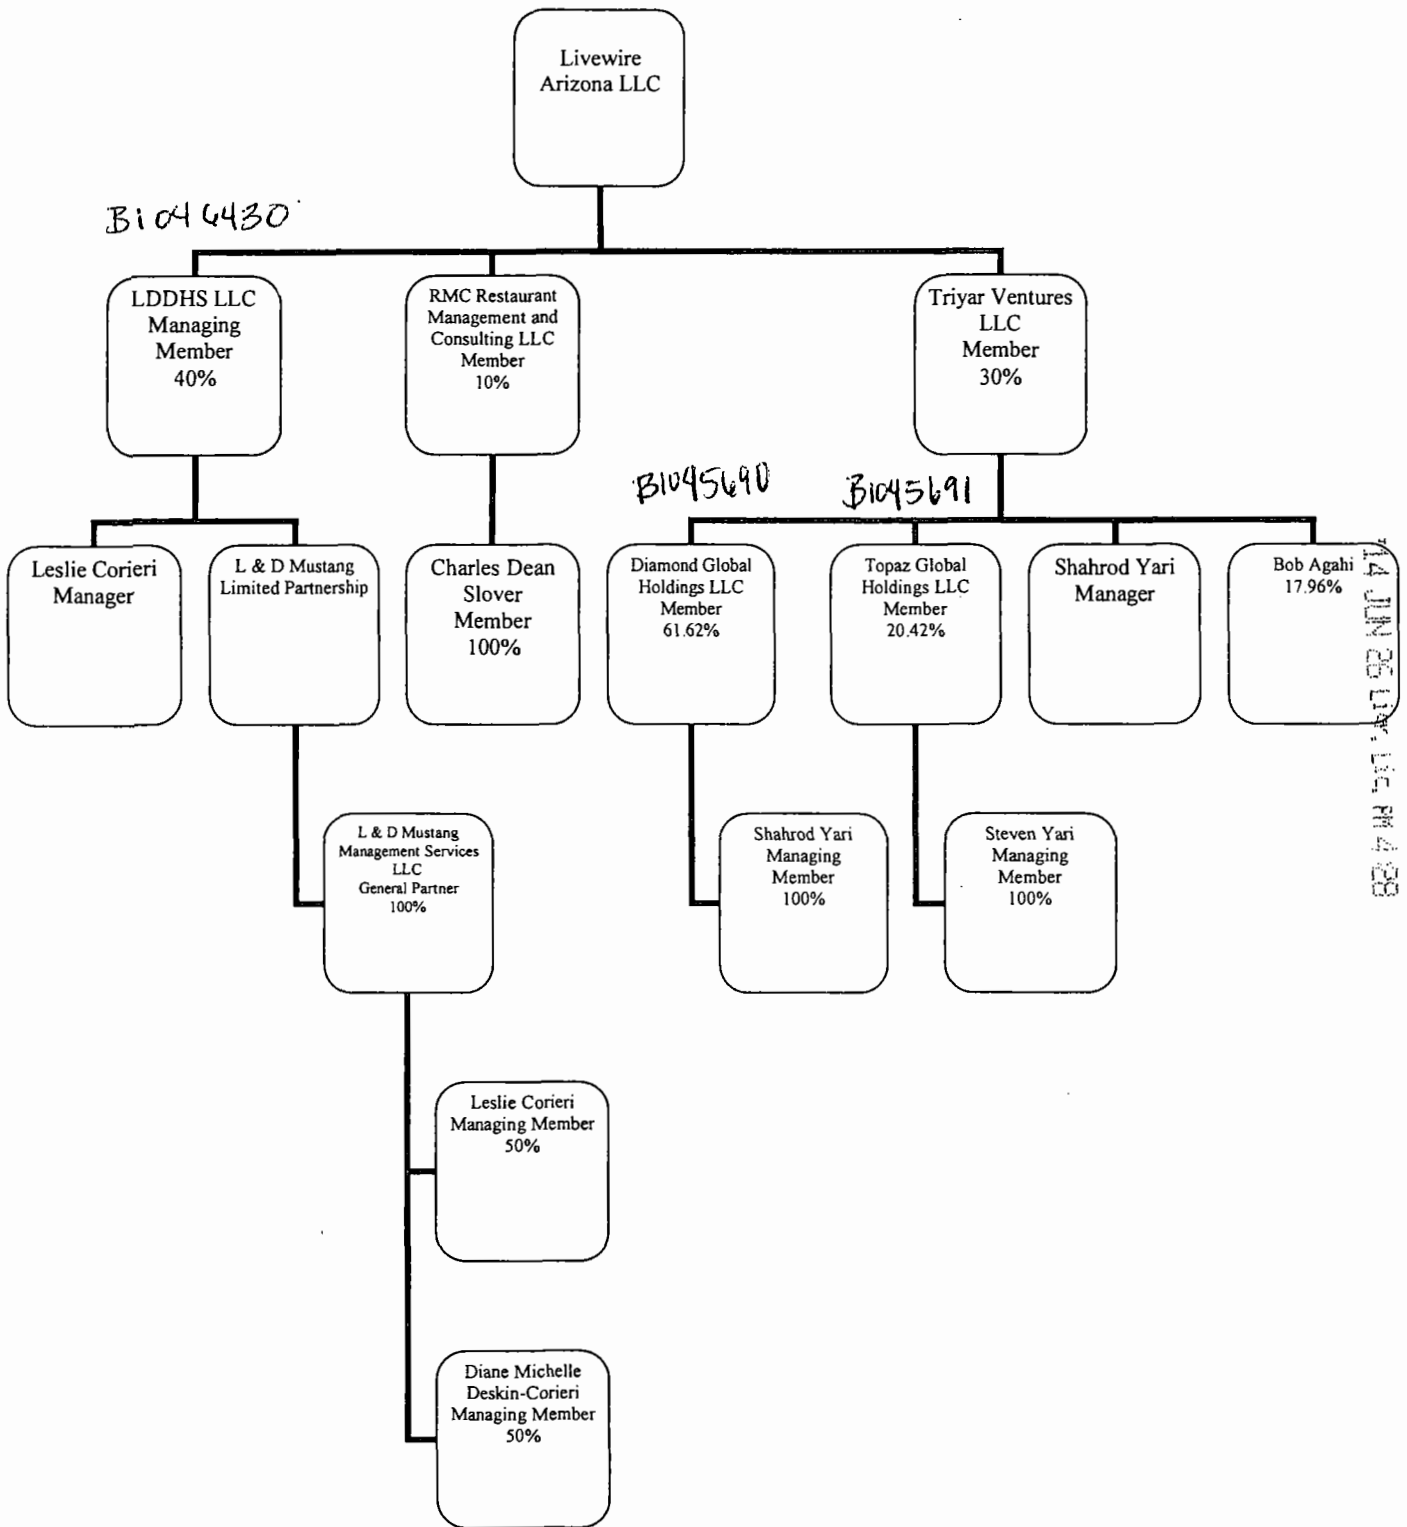 Livewire
Arizona LLC
Bi046430
LDDHS LLC
Managing
Member
40%
RMC Restaurant
Management and
Consulting LLC
Member
10%
Triyar Ventures
LLC
Member
30%
B1045690
B1045691
Leslie Corieri
Manager
L & D Mustang
Limited Partnership
Charles Dean
Slover
Member
100%
Diamond Global
Holdings LLC
Member
61.62%
Topaz Global
Holdings LLC
Member
20.42%
Shahrod Yari
Manager
Bob Agahi
17.96%
'14 JUN 26 Liqr. Lic. PM 4:28
L & D Mustang
Management Services
LLC
General Partner
100%
Shahrod Yari
Managing
Member
100%
Steven Yari
Managing
Member
100%
Leslie Corieri
Managing Member
50%
Diane Michelle
Deskin-Corieri
Managing Member
50%